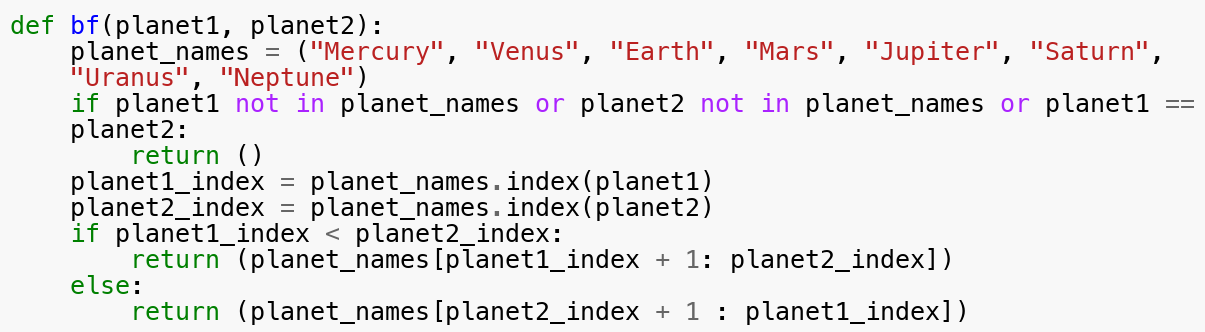 def bf(planet1, planet2):
    planet_names = ("Mercury", "Venus", "Earth", "Mars", "Jupiter", "Saturn",
    "Uranus", "Neptune")
    if planet1 not in planet_names or planet2 not in planet_names or planet1 ==
    planet2:
        return ()
    planet1_index = planet_names.index(planet1)
    planet2_index = planet_names.index(planet2)
    if planet1_index < planet2_index:
        return (planet_names[planet1_index + 1: planet2_index])
    else:
        return (planet_names[planet2_index + 1 : planet1_index])